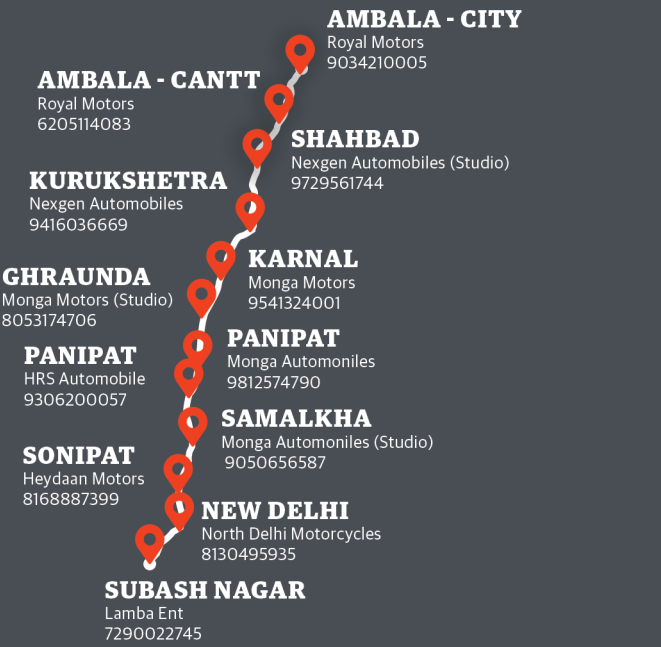 AMBALA - CITY
Royal Motors
9034210005
AMBALA - CANTT
Royal Motors
6205114083
SHAHBAD
Nexgen Automobiles (Studio)
9729561744
KURUKSHETRA
Nexgen Automobiles
9416036669
KARNAL
Monga Motors
9541324001
GHRAUNDA
Monga Motors (Studio)
8053174706
PANIPAT
Monga Automoniles
9812574790
PANIPAT
HRS Automobile
9306200057
SAMALKHA
Monga Automoniles (Studio)
9050656587
SONIPAT
Heydaan Motors
8168887399
NEW DELHI
North Delhi Motorcycles
8130495935
SUBASH NAGAR
Lamba Ent
7290022745